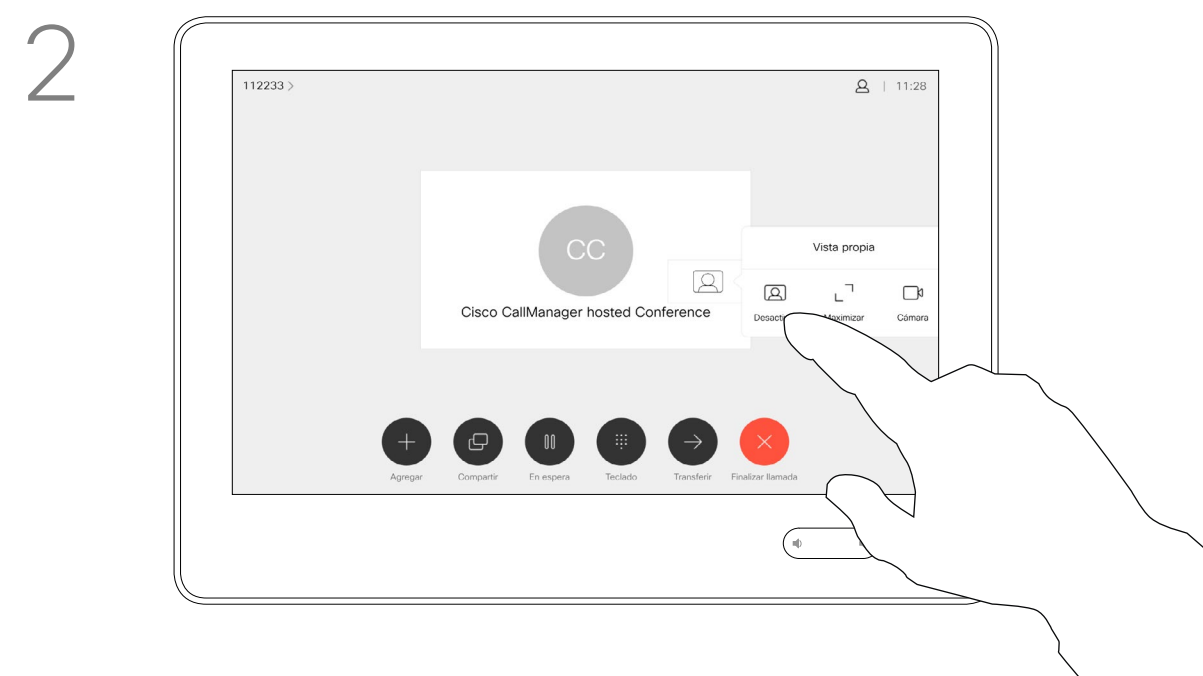 2
112233 >
11:28
CC
Cisco CallManager hosted Conference
Vista propia
Maximizar
Cámara
Agregar
Compartir
En espera
Teclado
Transferir
Finalizar llamada